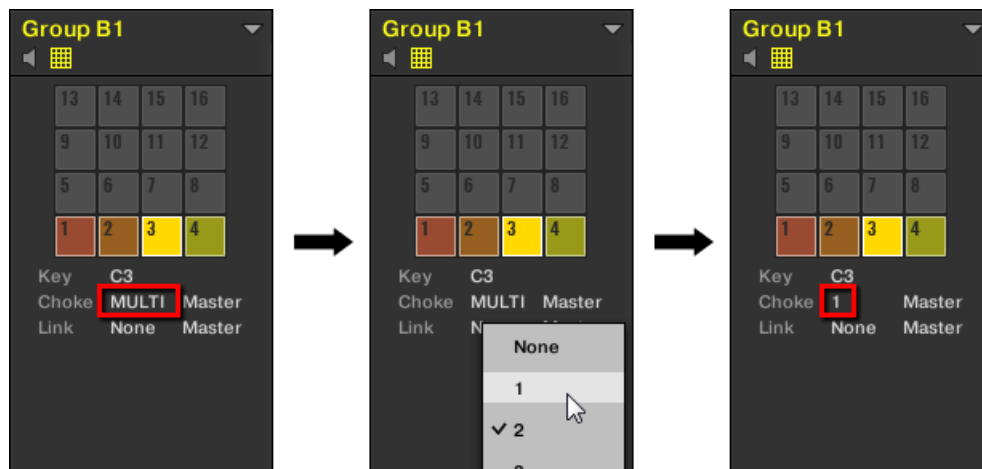 Group B1
13 14 15 16
9 10 11 12
5 6 7 8
1 2 3 4
Key C3
Choke MULTI Master
Link None Master
Group B1
13 14 15 16
9 10 11 12
5 6 7 8
1 2 3 4
Key C3
Choke MULTI Master
Link N
None
1
2
Group B1
13 14 15 16
9 10 11 12
5 6 7 8
1 2 3 4
Key C3
Choke 1 Master
Link None Master